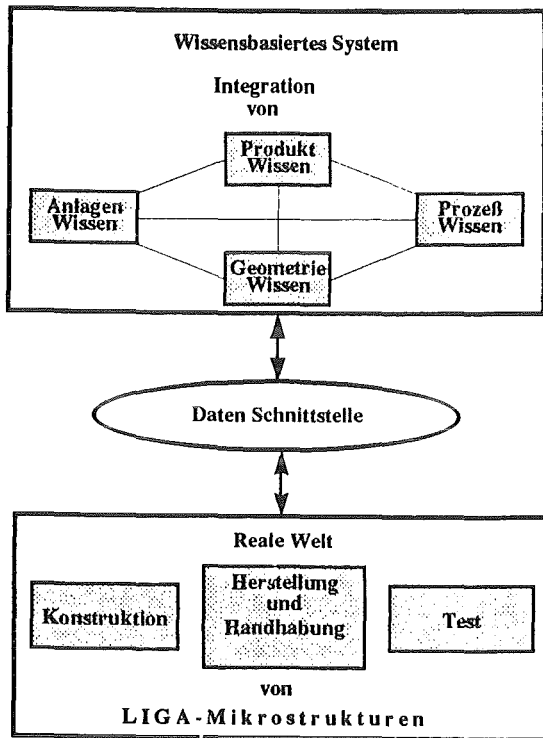 Wissensbasiertes System
Integration
von
Produkt
Wissen
Anlagen
Wissen
Prozeß
Wissen
Geometrie
Wissen
Daten Schnittstelle
Reale Welt
Konstruktion
Herstellung
und
Handhabung
Test
von
LIGA-Mikrostrukturen